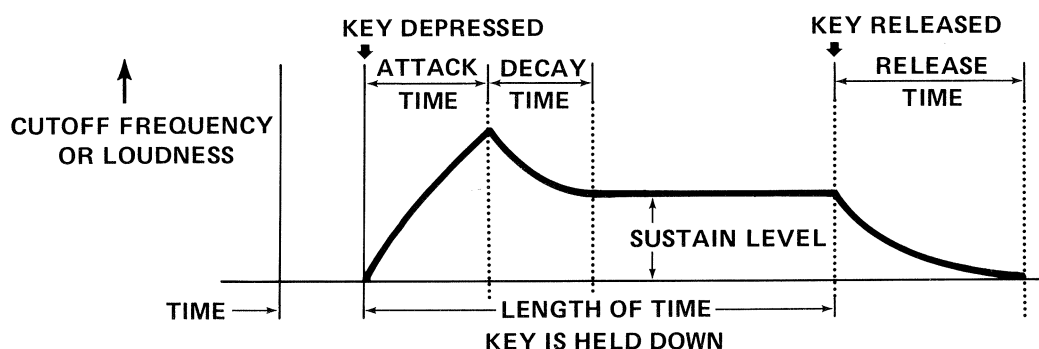 KEY DEPRESSED
KEY RELEASED
ATTACK
TIME
DECAY
TIME
RELEASE
TIME
CUTOFF FREQUENCY
OR LOUDNESS
SUSTAIN LEVEL
TIME
LENGTH OF TIME
KEY IS HELD DOWN